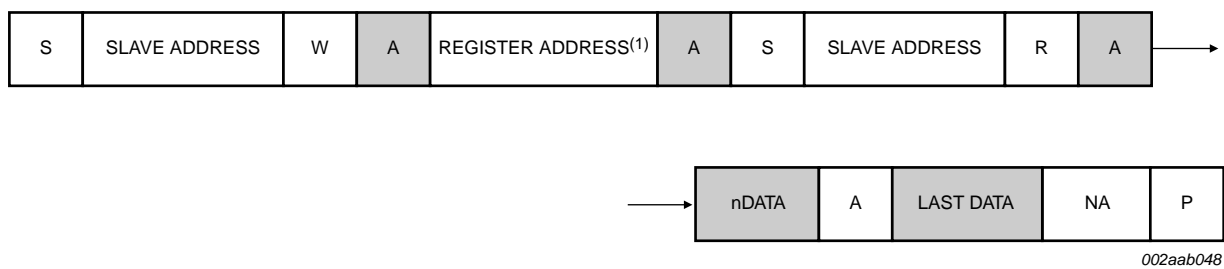 S SLAVE ADDRESS W A REGISTER ADDRESS(1) A S SLAVE ADDRESS R A
nDATA A LAST DATA NA P
002aab048